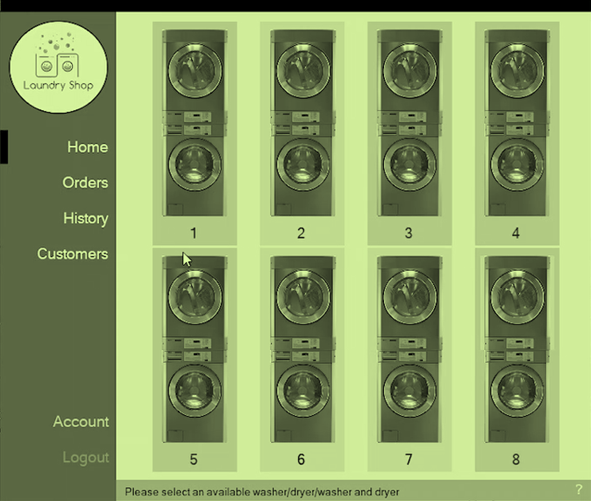 Laundry Shop
Home
Orders
History
Customers
Account
Logout
1
2
3
4
5
6
7
8
Please select an available washer/dryer/washer and dryer
?